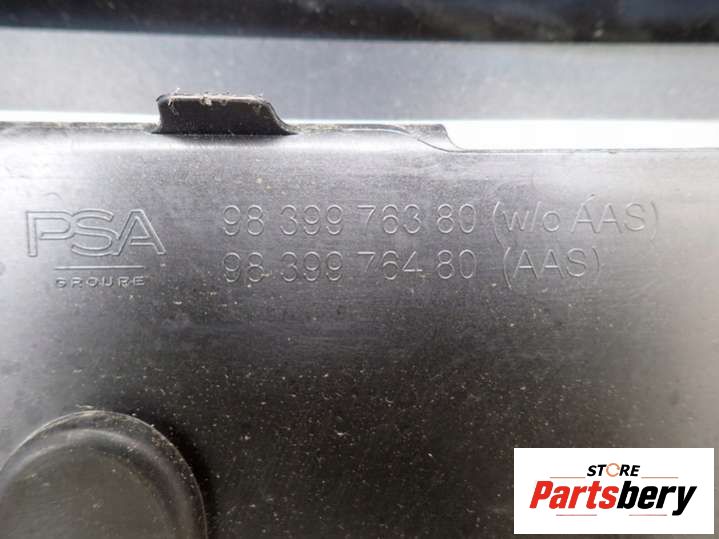 PSA
GROUPE
98 399 763 80 (w/o AAS)
98 399 764 80 (AAS)
STORE
Partsbery